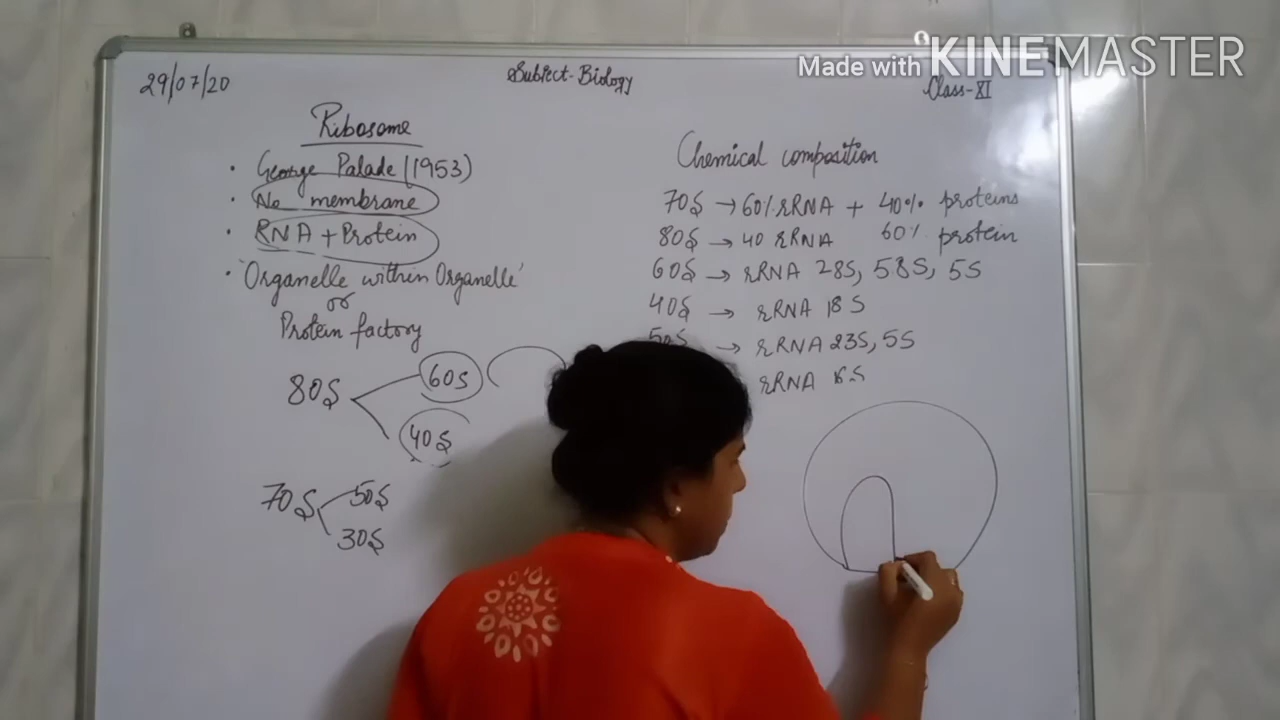 Made with KINEMASTER
29/07/20
Subject-Biology
Class-XI
Ribosome
• George Palade (1953)
• No membrane
• RNA + Protein
• 'Organelle within Organelle'
or
Protein factory
80S
60S
40S
70S
50S
30S
Chemical composition
70S → 60% rRNA + 40% proteins
80S → 40 rRNA 60% protein
60S → rRNA 28S, 58S, 5S
40S → rRNA 18S
50S → rRNA 23S, 5S
rRNA 16S